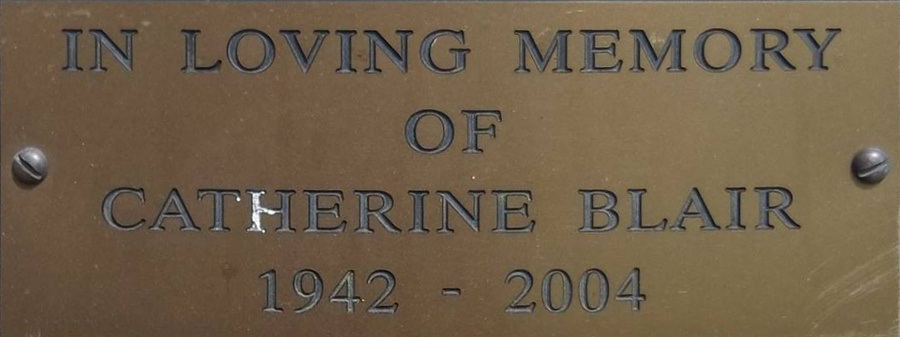 IN LOVING MEMORY
OF
CATHERINE BLAIR
1942 - 2004